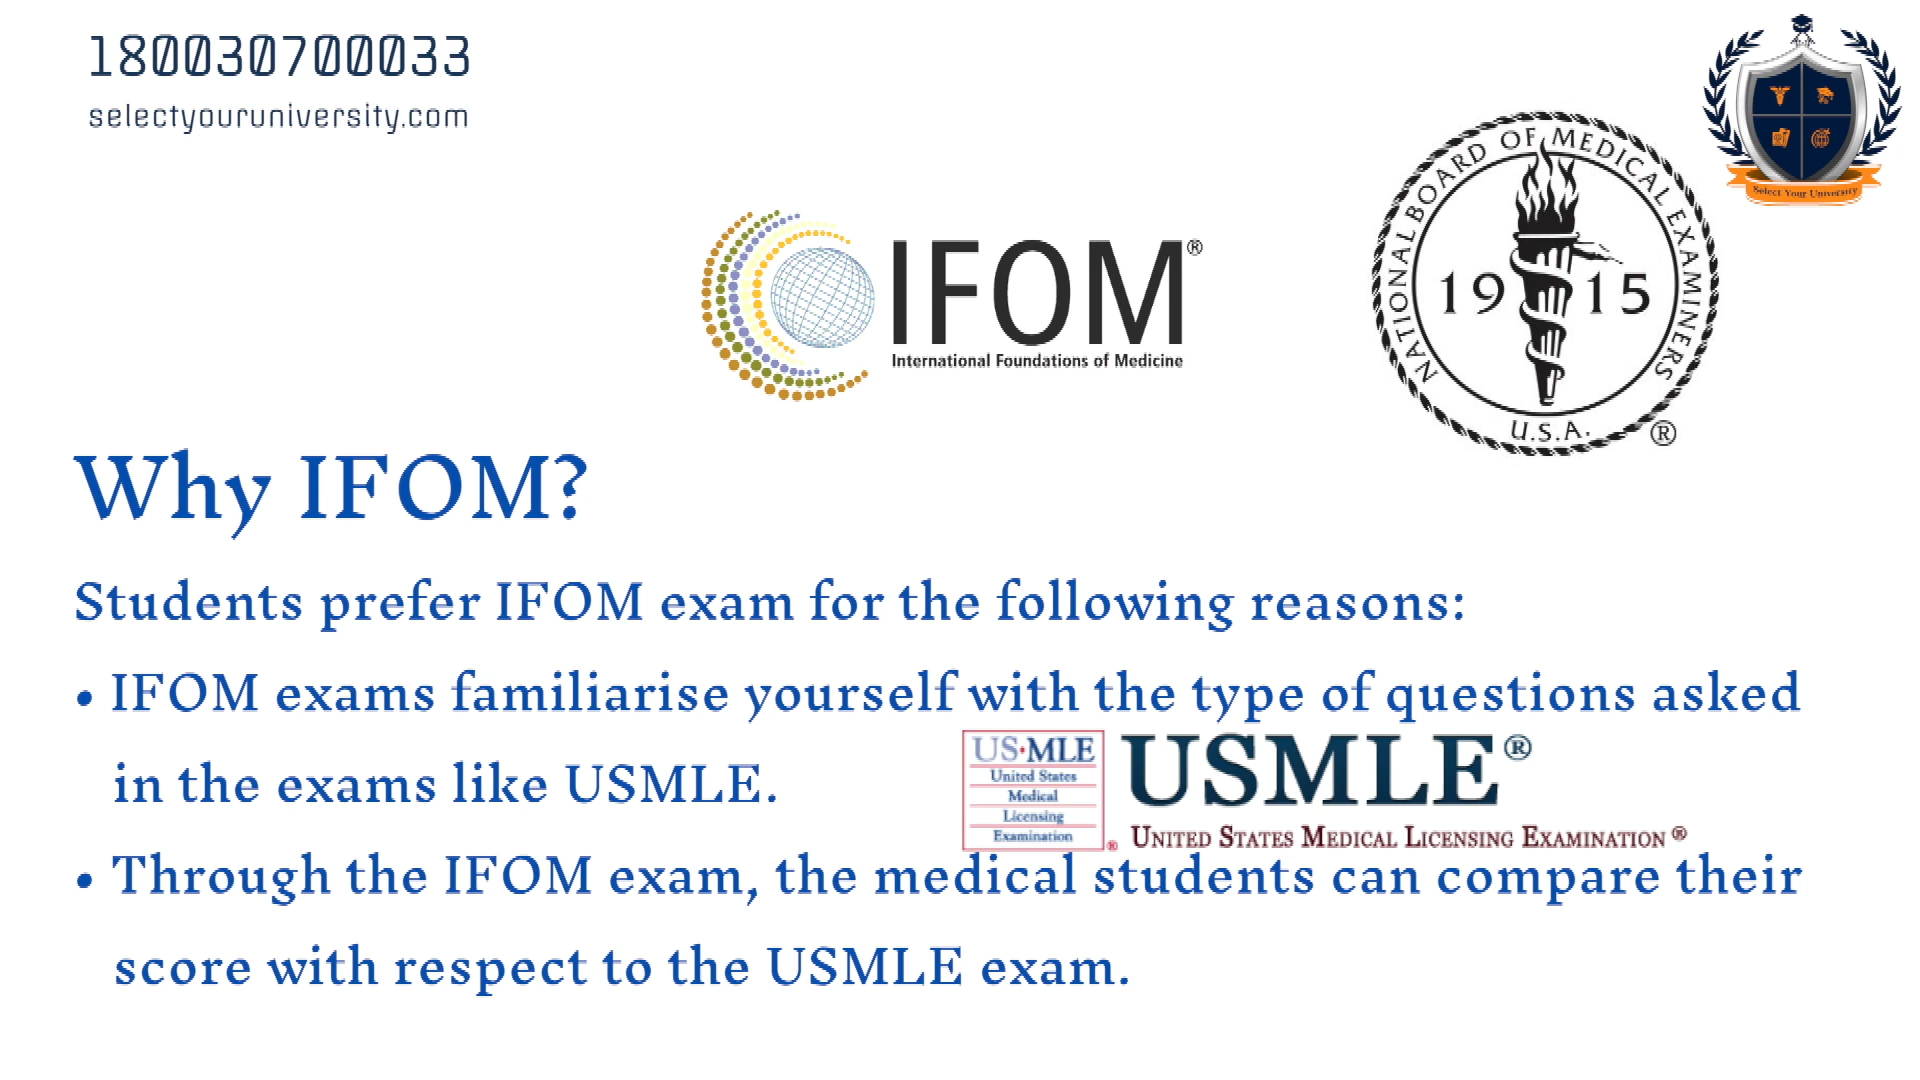 180030700033
selectyouruniversity.com
Select Your University
NATIONAL BOARD OF MEDICAL EXAMINERS
19 15
U.S.A.
®
IFOM®
International Foundations of Medicine
Why IFOM?
Students prefer IFOM exam for the following reasons:
• IFOM exams familiarise yourself with the type of questions asked
in the exams like USMLE.
US·MLE
United States
Medical
Licensing
Examination
®
USMLE®
UNITED STATES MEDICAL LICENSING EXAMINATION ®
• Through the IFOM exam, the medical students can compare their
score with respect to the USMLE exam.